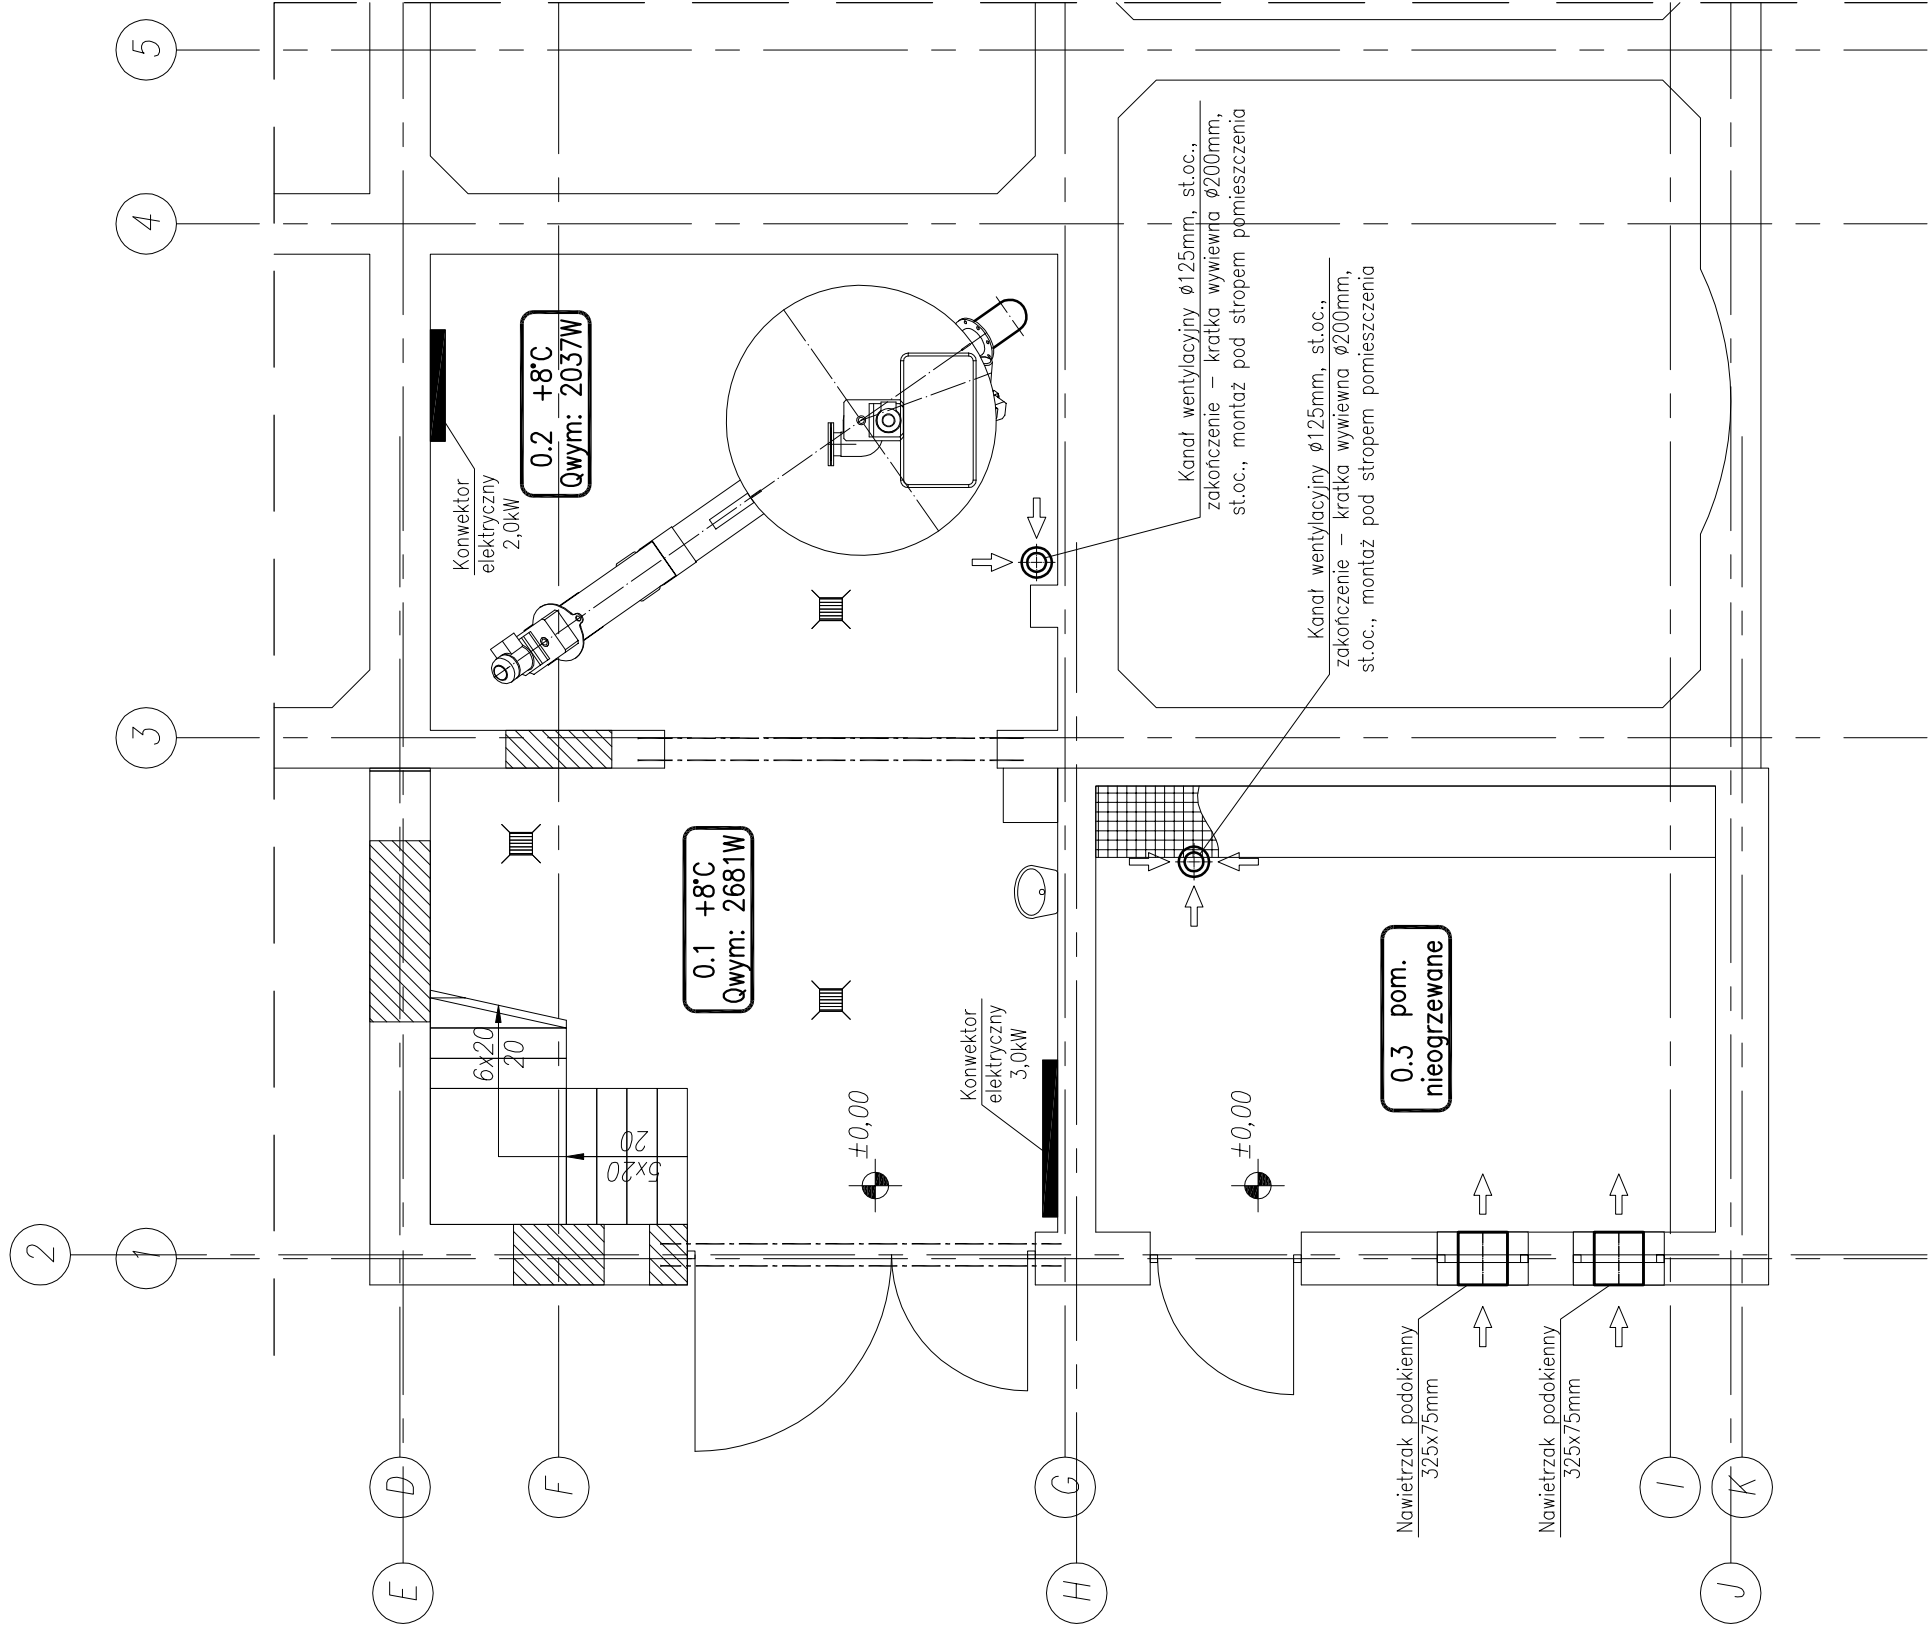 5
4
3
2
1
0.2 +8°C
Qwym: 2037W
Konwektor
elektryczny
2,0kW
Kanał wentylacyjny ø125mm, st.oc.,
zakończenie – kratka wywiewna ø200mm,
st.oc., montaż pod stropem pomieszczenia
Kanał wentylacyjny ø125mm, st.oc.,
zakończenie – kratka wywiewna ø200mm,
st.oc., montaż pod stropem pomieszczenia
0.1 +8°C
Qwym: 2681W
6x20
20
5x20
20
±0,00
Konwektor
elektryczny
3,0kW
±0,00
0.3 pom.
nieogrzewane
Nawietrzak podokienny
325x75mm
Nawietrzak podokienny
325x75mm
D
F
G
I
K
E
H
J